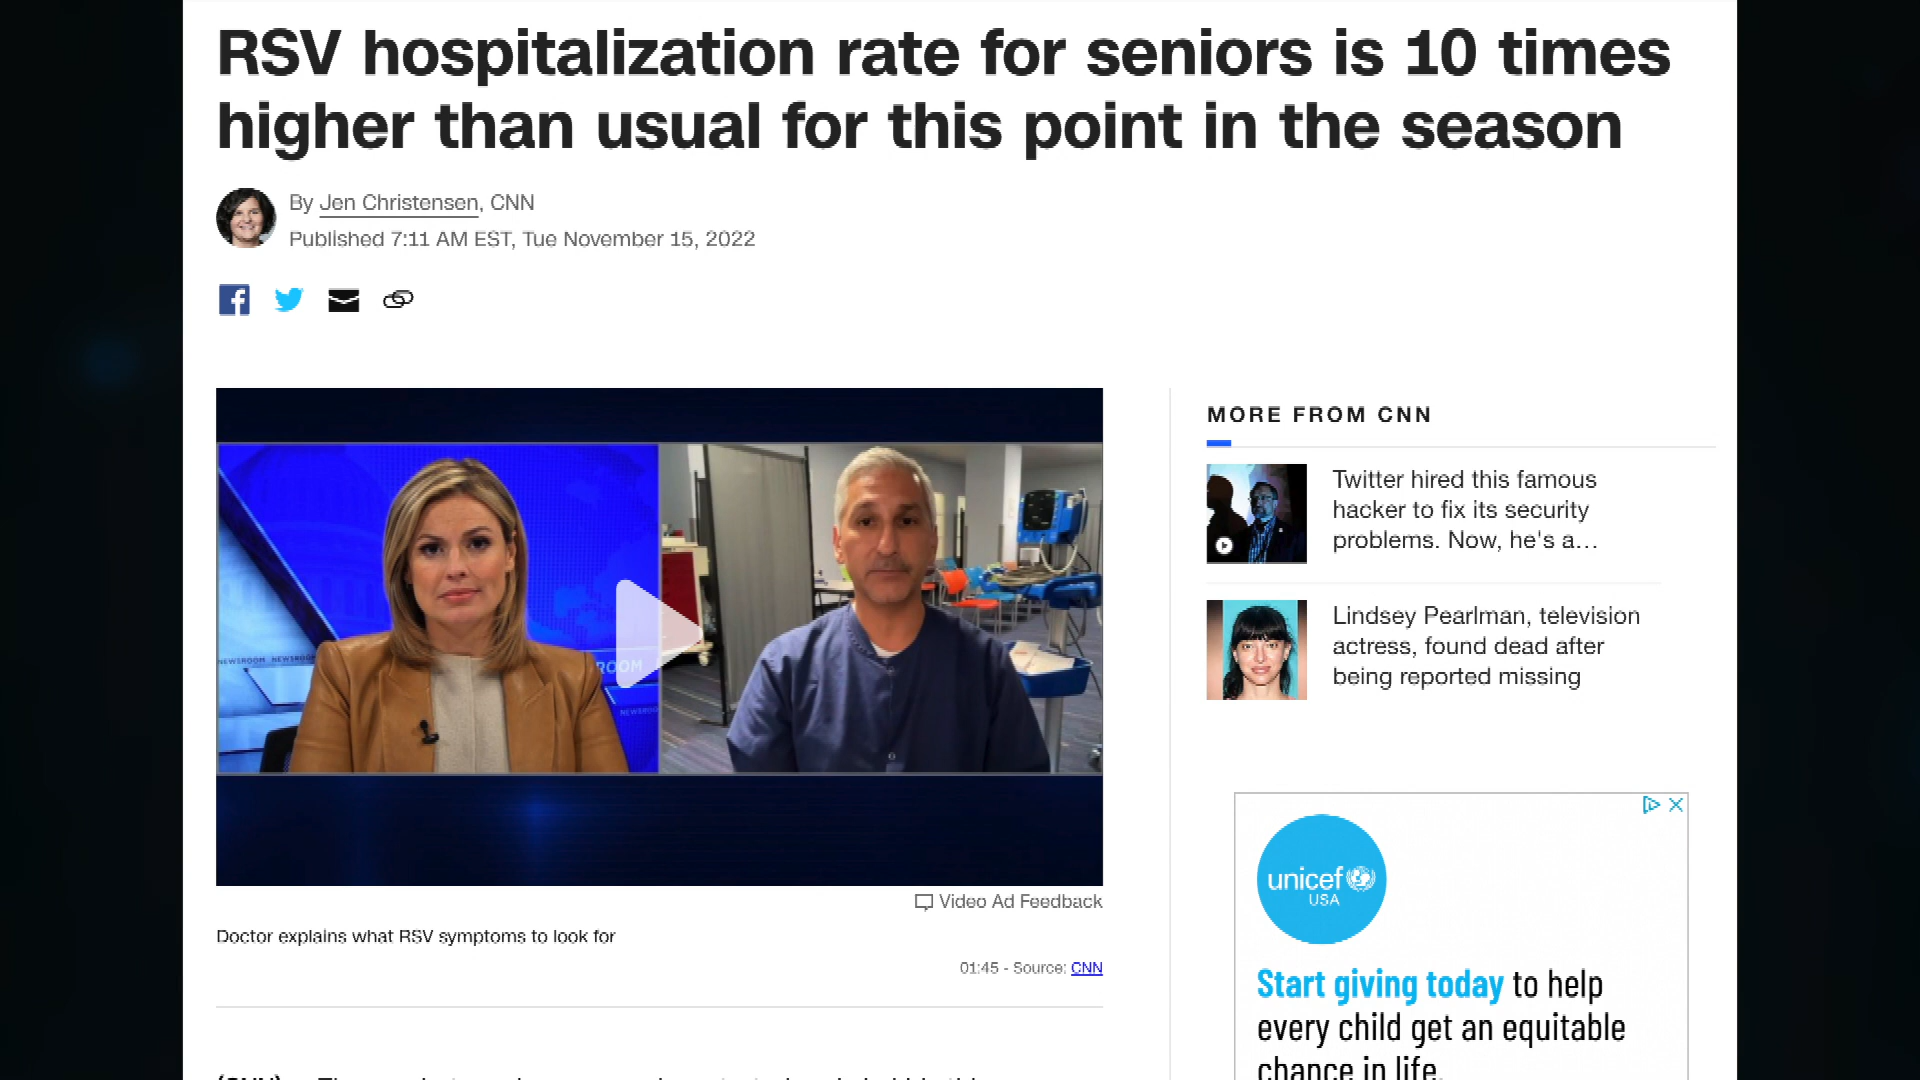 RSV hospitalization rate for seniors is 10 times
higher than usual for this point in the season
By Jen Christensen, CNN
Published 7:11 AM EST, Tue November 15, 2022
NEWSROOM NEWSROOM
ROOM
NEWSROO
Video Ad Feedback
Doctor explains what RSV symptoms to look for
01:45 - Source: CNN
MORE FROM CNN
Twitter hired this famous
hacker to fix its security
problems. Now, he's a...
Lindsey Pearlman, television
actress, found dead after
being reported missing
unicef
USA
Start giving today to help
every child get an equitable
chance in life.